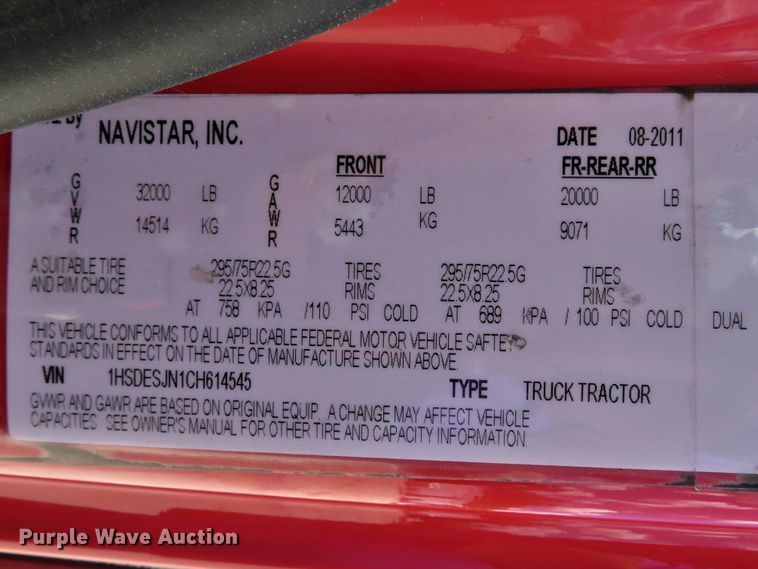 By NAVISTAR, INC. DATE 08-2011
FRONT FR-REAR-RR
GVWR 32000 LB GAWR 12000 LB 20000 LB
14514 KG 5443 KG 9071 KG
A SUITABLE TIRE 295/75R22.5G TIRES 295/75R22.5G TIRES
AND RIM CHOICE 22.5X8.25 RIMS 22.5X8.25 RIMS
AT 758 KPA /110 PSI COLD AT 689 KPA /100 PSI COLD DUAL
THIS VEHICLE CONFORMS TO ALL APPLICABLE FEDERAL MOTOR VEHICLE SAFTEY
STANDARDS IN EFFECT ON THE DATE OF MANUFACTURE SHOWN ABOVE.
VIN 1HSDESJN1CH614545 TYPE TRUCK TRACTOR
GVWR AND GAWR ARE BASED ON ORIGINAL EQUIP. A CHANGE MAY AFFECT VEHICLE
CAPACITIES. SEE OWNER'S MANUAL FOR OTHER TIRE AND CAPACITY INFORMATION
Purple Wave Auction